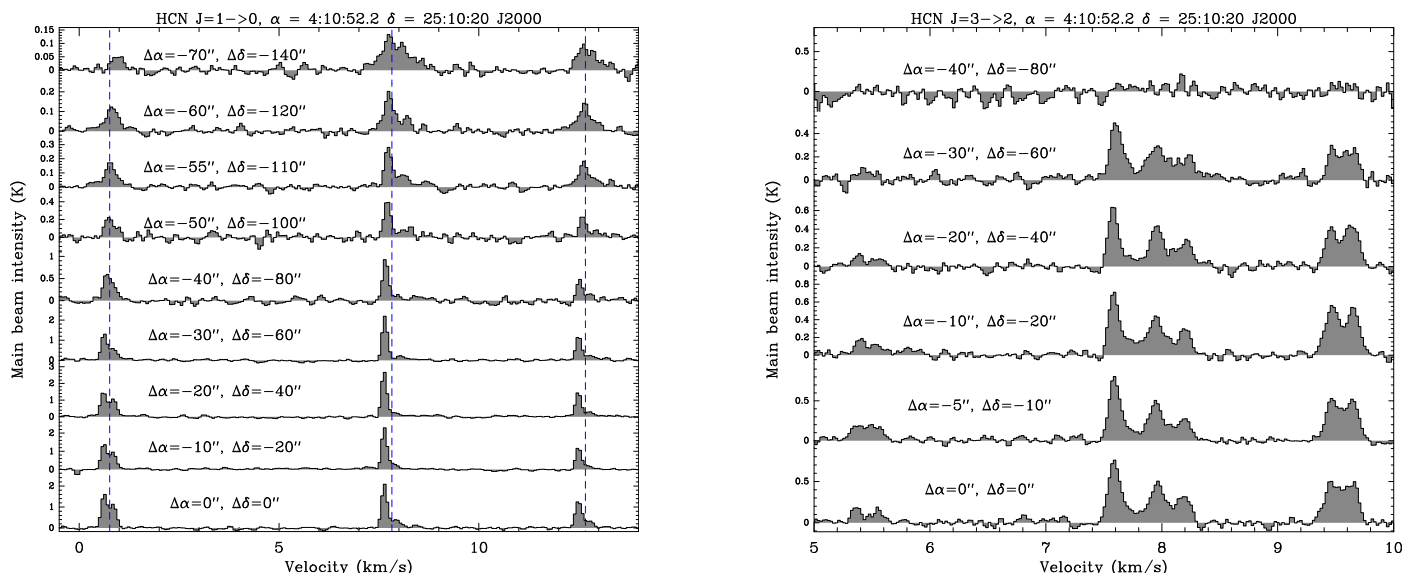 HCN J=1->0, α = 4:10:52.2 δ = 25:10:20 J2000
Main beam intensity (K)
0.15
0.1
0.05
0
Δα=-70″, Δδ=-140″
0.2
0.1
0
Δα=-60″, Δδ=-120″
0.3
0.2
0.1
0
Δα=-55″, Δδ=-110″
0.4
0.2
0
Δα=-50″, Δδ=-100″
1
0.5
0
Δα=-40″, Δδ=-80″
2
1
0
Δα=-30″, Δδ=-60″
3
2
1
0
Δα=-20″, Δδ=-40″
2
1
0
Δα=-10″, Δδ=-20″
2
1
0
Δα=0″, Δδ=0″
0 5 10
Velocity (km/s)
HCN J=3->2, α = 4:10:52.2 δ = 25:10:20 J2000
Main beam intensity (K)
0.5
0
Δα=-40″, Δδ=-80″
0.4
0.2
0
Δα=-30″, Δδ=-60″
0.6
0.4
0.2
0
Δα=-20″, Δδ=-40″
0.8
0.6
0.4
0.2
0
Δα=-10″, Δδ=-20″
0.5
0
Δα=-5″, Δδ=-10″
0.5
0
Δα=0″, Δδ=0″
5 6 7 8 9 10
Velocity (km/s)